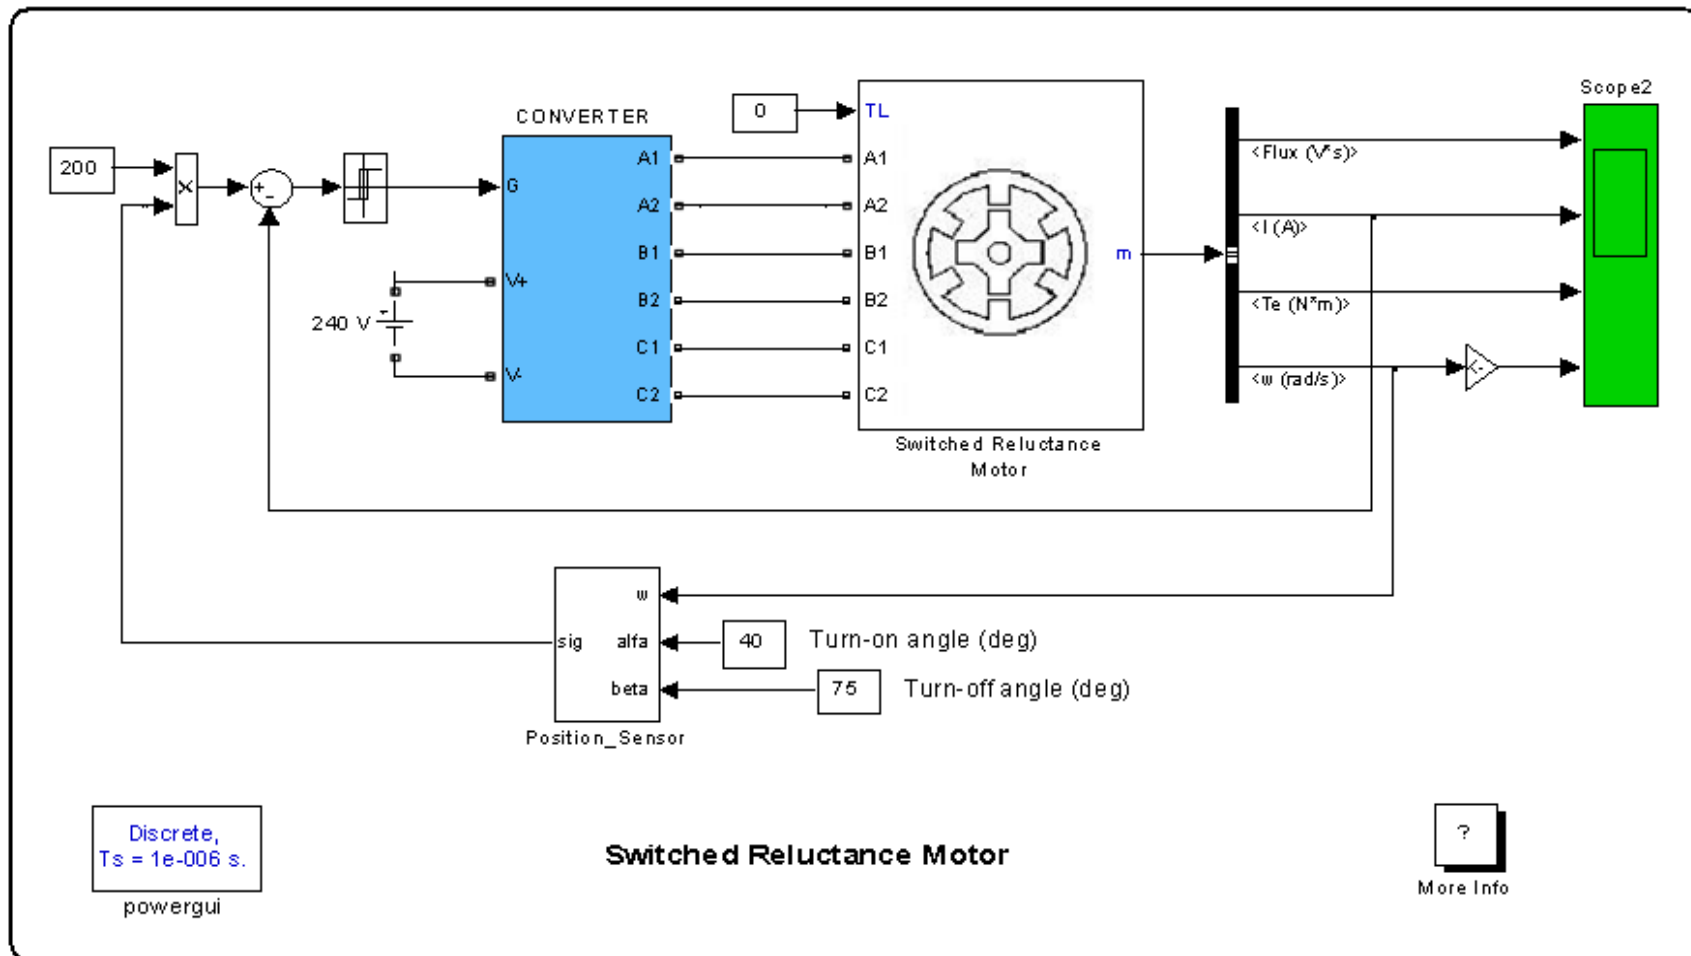 Scope2
CONVERTER
0
TL
200
×
+
-
G
A1
A1
A2
A2
B1
B1
B2
B2
C1
C1
C2
C2
V+
V-
240 V
+
m
<Flux (V*s)>
<I (A)>
<Te (N*m)>
<w (rad/s)>
Switched Reluctance
Motor
w
sig
alfa
beta
40
Turn-on angle (deg)
75
Turn-off angle (deg)
Position_Sensor
Discrete,
Ts = 1e-006 s.
powergui
Switched Reluctance Motor
?
More Info